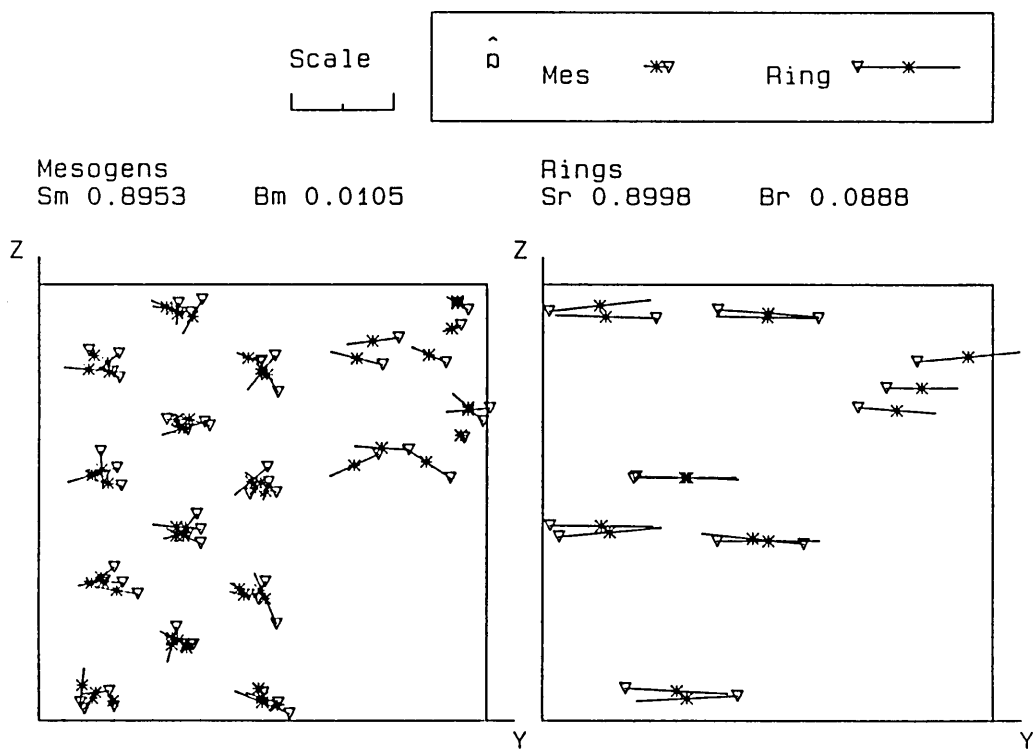 Scale
n̂
Mes
Ring
Mesogens
Sm 0.8953 Bm 0.0105
Rings
Sr 0.8998 Br 0.0888
Z
Z
Y
Y